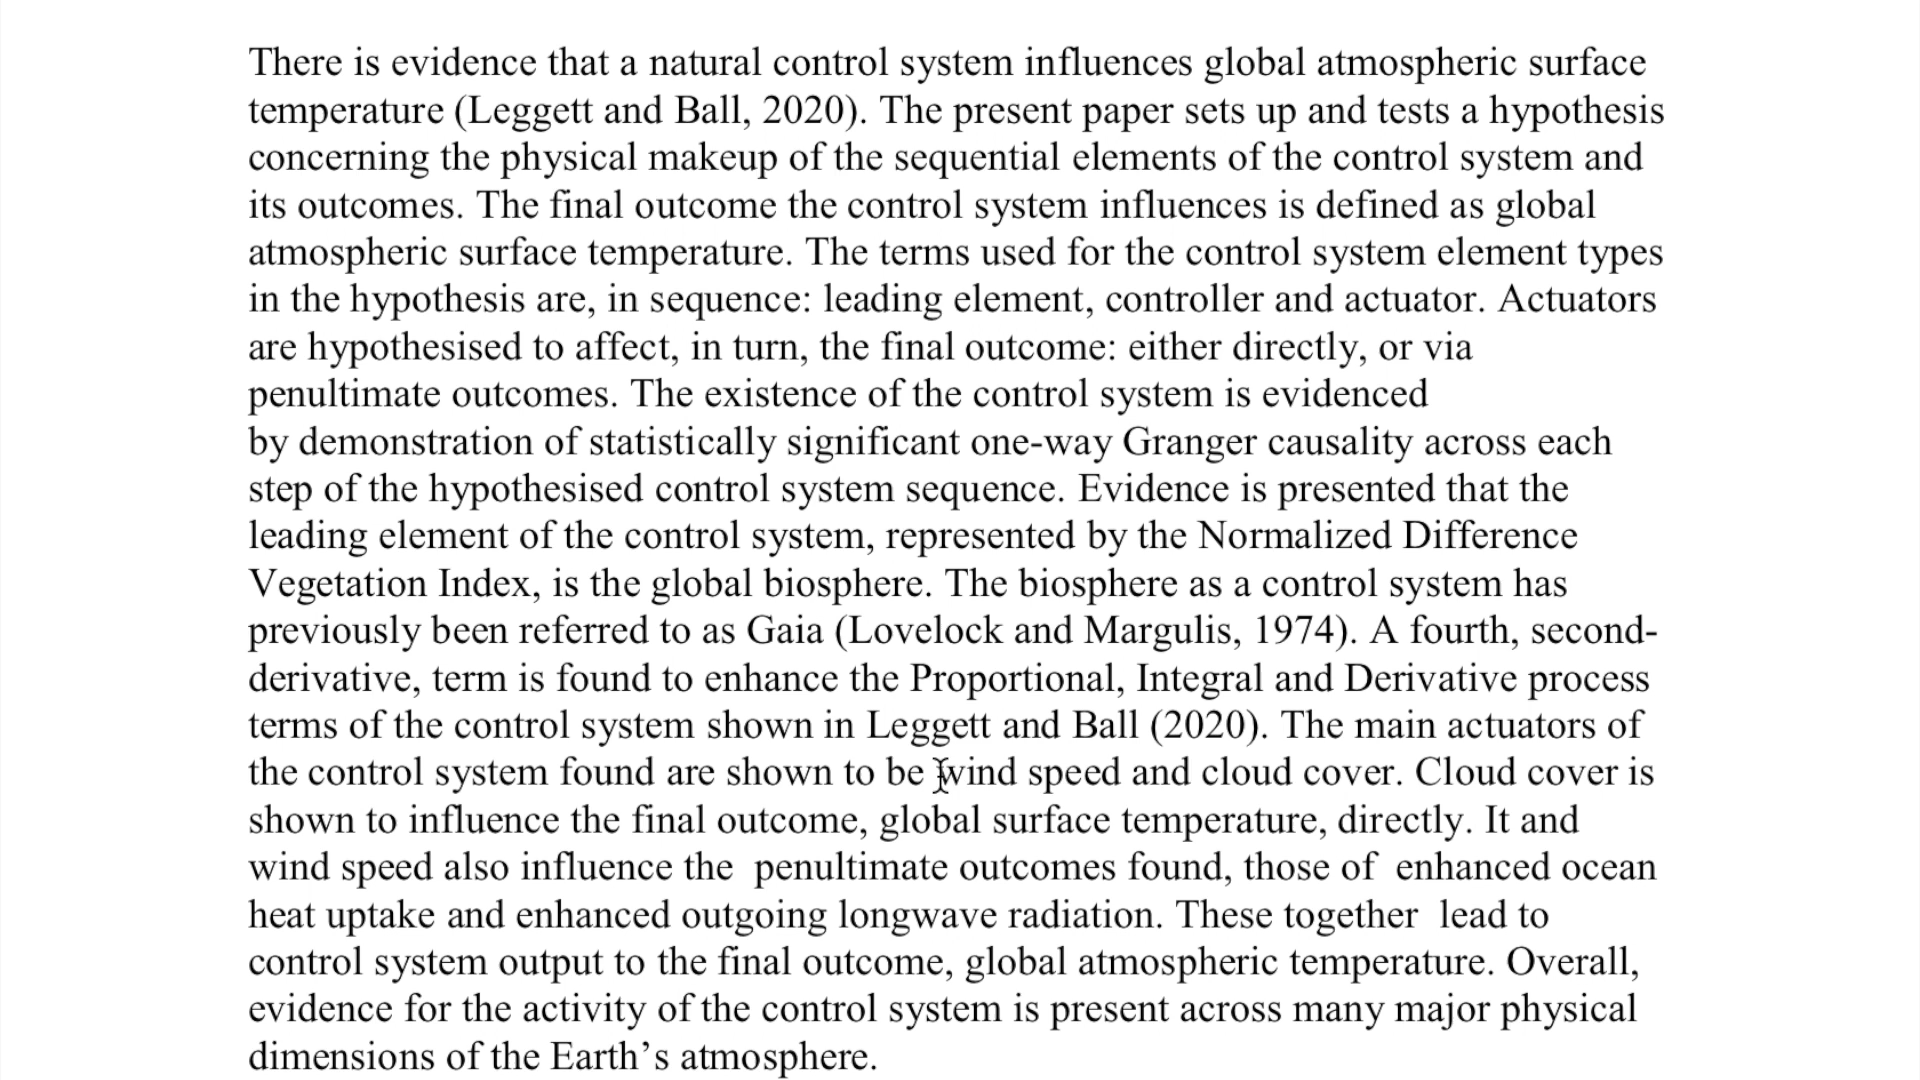 There is evidence that a natural control system influences global atmospheric surface
temperature (Leggett and Ball, 2020). The present paper sets up and tests a hypothesis
concerning the physical makeup of the sequential elements of the control system and
its outcomes. The final outcome the control system influences is defined as global
atmospheric surface temperature. The terms used for the control system element types
in the hypothesis are, in sequence: leading element, controller and actuator. Actuators
are hypothesised to affect, in turn, the final outcome: either directly, or via
penultimate outcomes. The existence of the control system is evidenced
by demonstration of statistically significant one-way Granger causality across each
step of the hypothesised control system sequence. Evidence is presented that the
leading element of the control system, represented by the Normalized Difference
Vegetation Index, is the global biosphere. The biosphere as a control system has
previously been referred to as Gaia (Lovelock and Margulis, 1974). A fourth, second-
derivative, term is found to enhance the Proportional, Integral and Derivative process
terms of the control system shown in Leggett and Ball (2020). The main actuators of
the control system found are shown to be wind speed and cloud cover. Cloud cover is
shown to influence the final outcome, global surface temperature, directly. It and
wind speed also influence the  penultimate outcomes found, those of  enhanced ocean
heat uptake and enhanced outgoing longwave radiation. These together  lead to
control system output to the final outcome, global atmospheric temperature. Overall,
evidence for the activity of the control system is present across many major physical
dimensions of the Earth’s atmosphere.